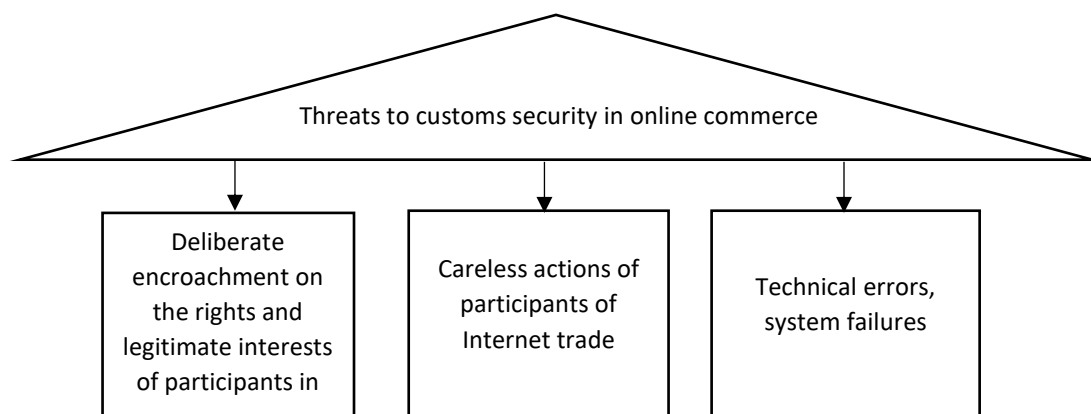 Threats to customs security in online commerce
Deliberate
encroachment on
the rights and
legitimate interests
of participants in
Careless actions of
participants of
Internet trade
Technical errors,
system failures